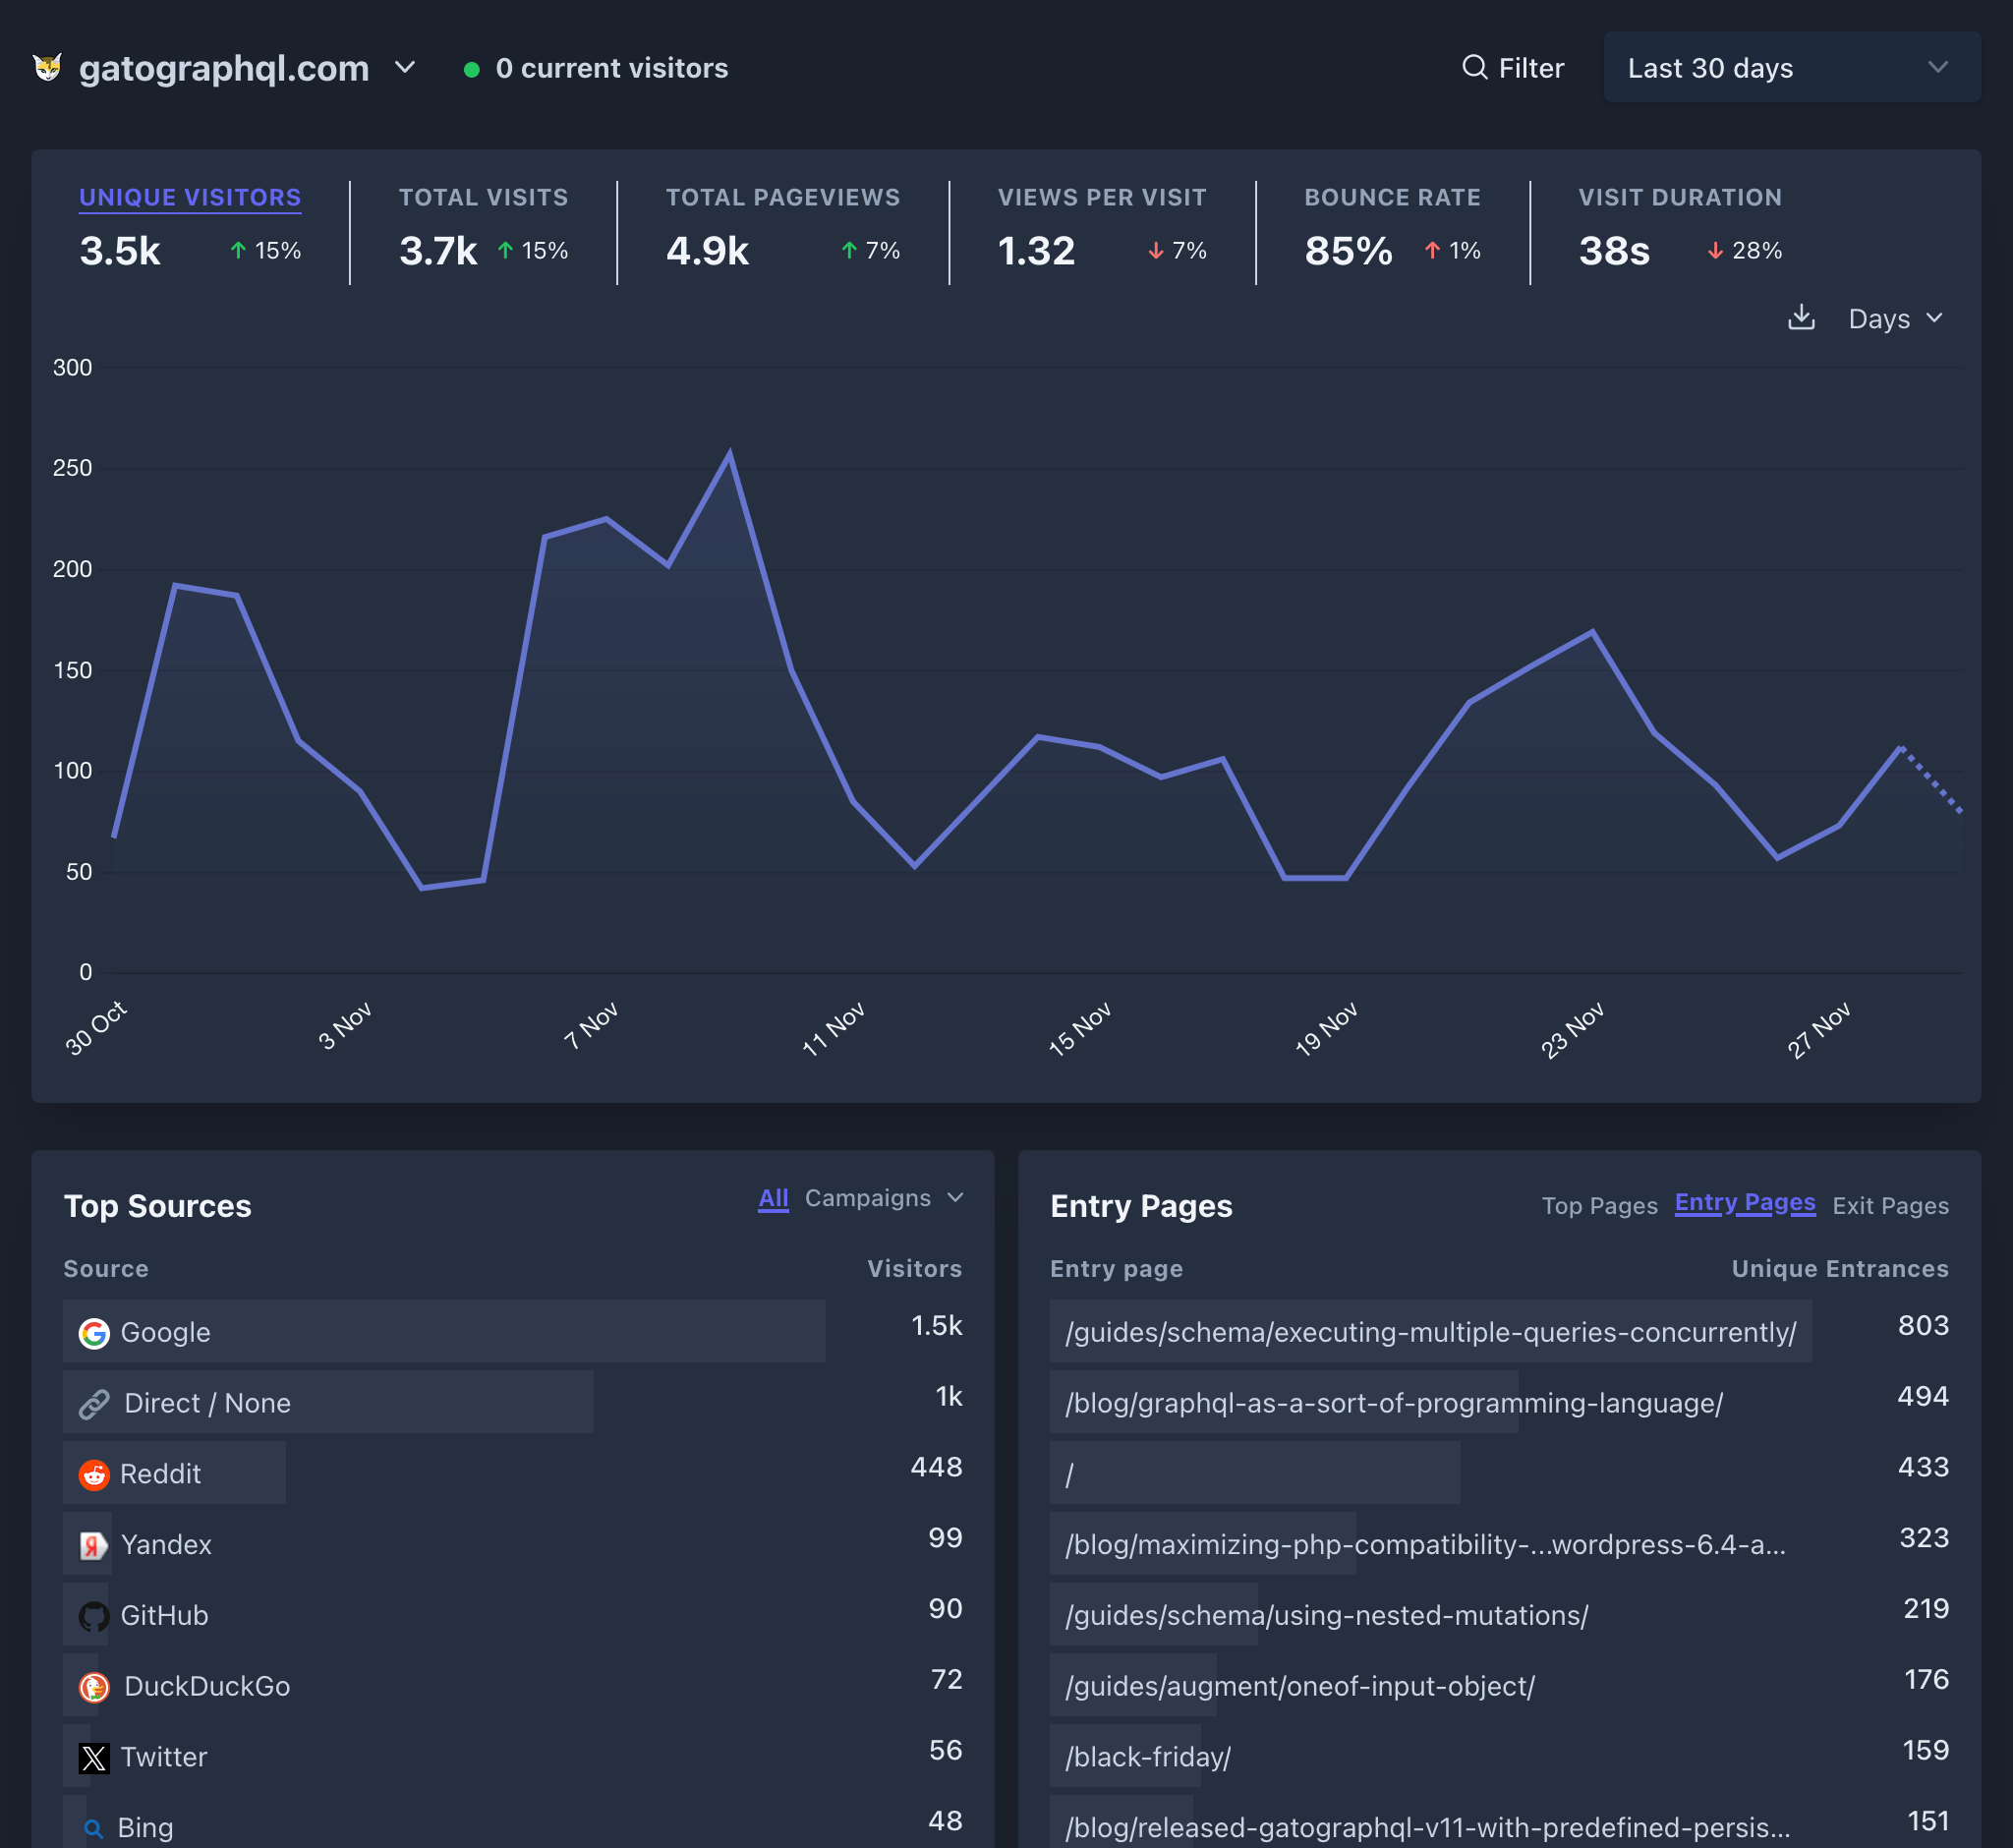 gatographql.com
0 current visitors
Filter
Last 30 days
UNIQUE VISITORS
3.5k
15%
TOTAL VISITS
3.7k
15%
TOTAL PAGEVIEWS
4.9k
7%
VIEWS PER VISIT
1.32
7%
BOUNCE RATE
85%
1%
VISIT DURATION
38s
28%
Days
300
250
200
150
100
50
0
30 Oct
3 Nov
7 Nov
11 Nov
15 Nov
19 Nov
23 Nov
27 Nov
Top Sources
All
Campaigns
Source
Visitors
Google
1.5k
Direct / None
1k
Reddit
448
Yandex
99
GitHub
90
DuckDuckGo
72
Twitter
56
Bing
48
Entry Pages
Top Pages
Entry Pages
Exit Pages
Entry page
Unique Entrances
/guides/schema/executing-multiple-queries-concurrently/
803
/blog/graphql-as-a-sort-of-programming-language/
494
/
433
/blog/maximizing-php-compatibility-...wordpress-6.4-a...
323
/guides/schema/using-nested-mutations/
219
/guides/augment/oneof-input-object/
176
/black-friday/
159
/blog/released-gatographql-v11-with-predefined-persis...
151